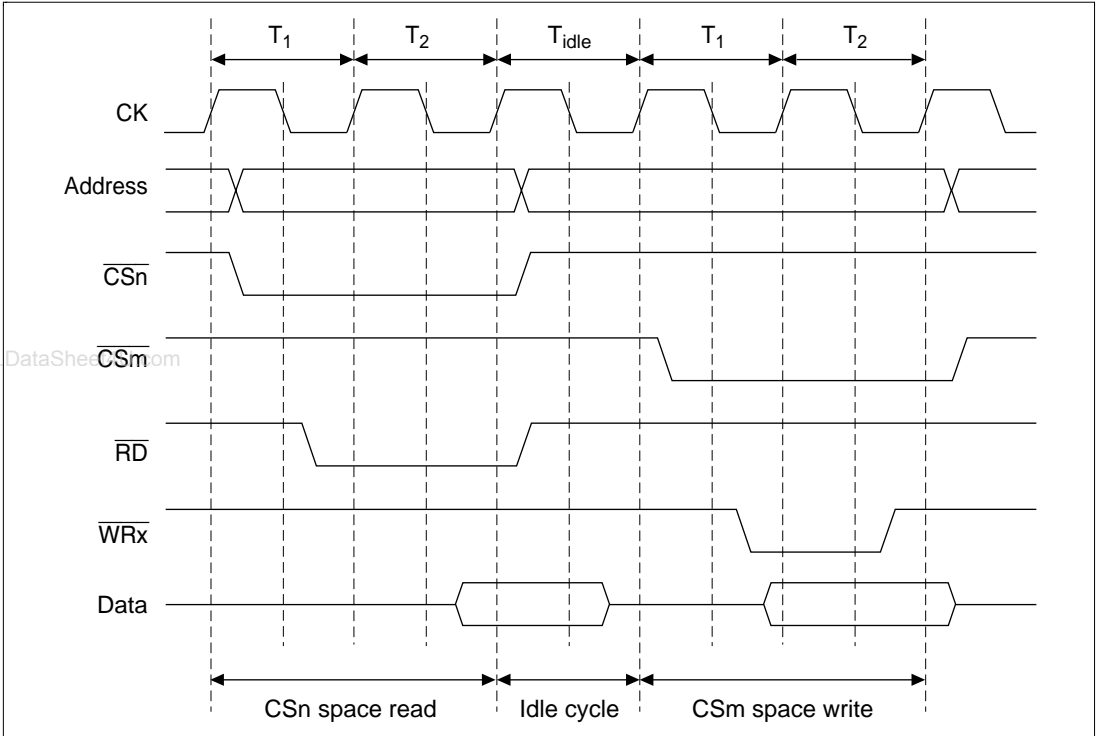 T1 T2 Tidle T1 T2
CK
Address
CSn
CSm
RD
WRx
Data
CSn space read Idle cycle CSm space write